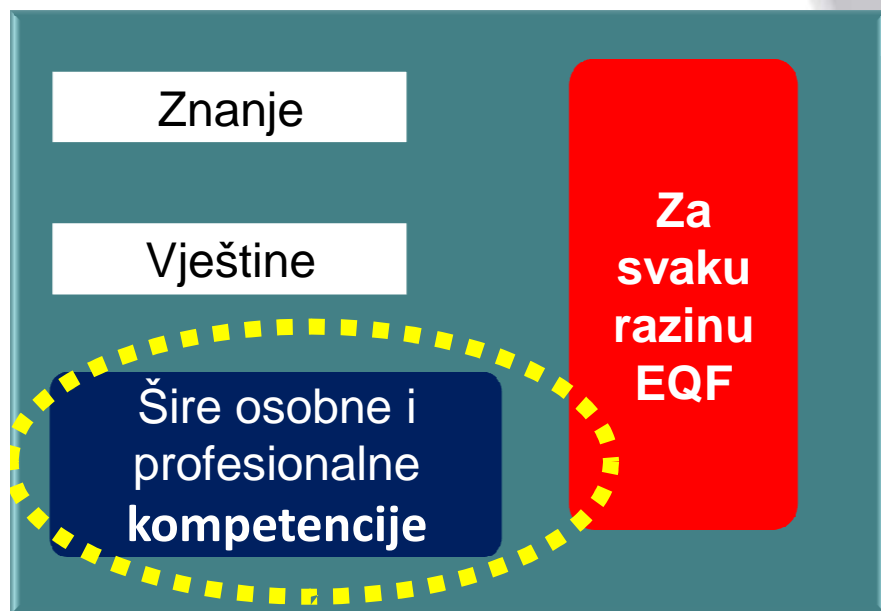 Znanje
Vještine
Šire osobne i
profesionalne
kompetencije
Za
svaku
razinu
EQF